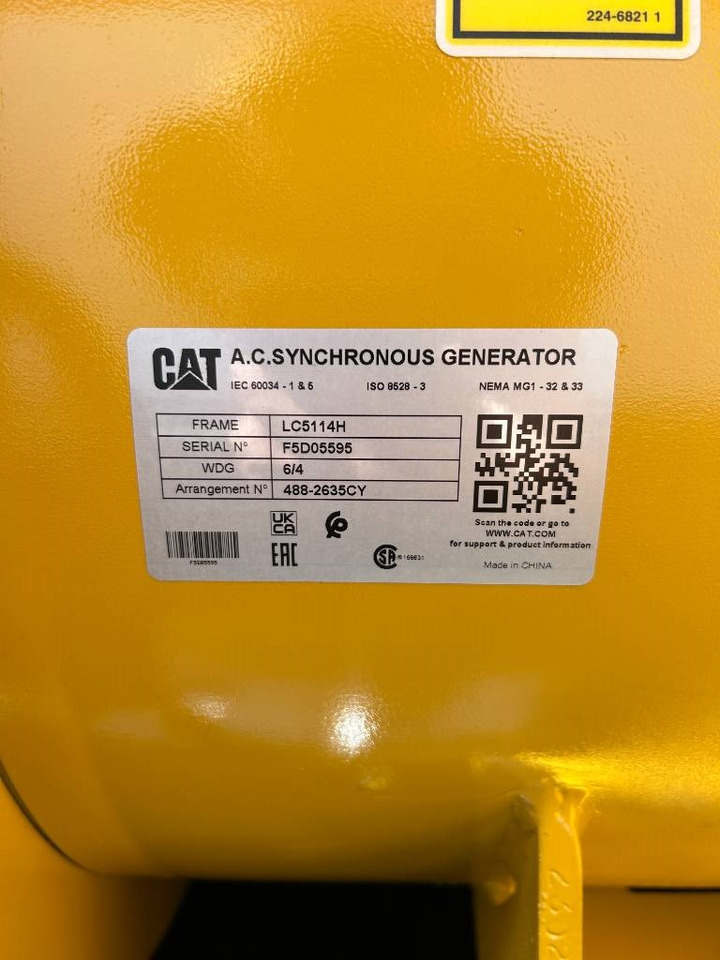 224-6821 1
CAT A.C.SYNCHRONOUS GENERATOR
IEC 60034 - 1 & 5 ISO 8528 - 3 NEMA MG1 - 32 & 33
FRAME LC5114H
SERIAL N° F5D05595
WDG 6/4
Arrangement N° 488-2635CY
Scan the code or go to
WWW.CAT.COM
for support & product information
Made in CHINA
UK
CA
EAC
SA
F5D05595